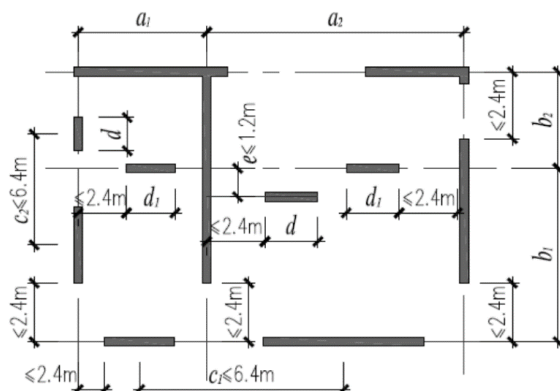 a₁ a₂
≤2.4m
b₂
d
e≤1.2m
c₂≤6.4m
≤2.4m d₁ ≤2.4m d d₁ ≤2.4m
b₁
≤2.4m ≤2.4m ≤2.4m
≤2.4m c₁≤6.4m